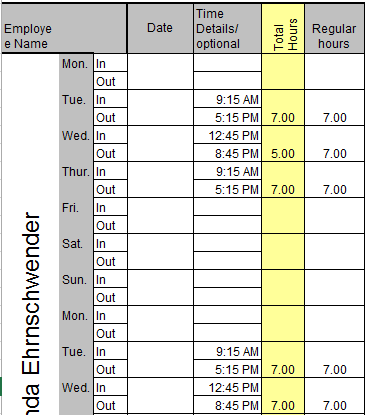 Employe
e Name
Date
Time
Details/
optional
Total
Hours
Regular
hours
Mon. In
Out
Tue. In 9:15 AM
Out 5:15 PM 7.00 7.00
Wed. In 12:45 PM
Out 8:45 PM 5.00 7.00
Thur. In 9:15 AM
Out 5:15 PM 7.00 7.00
Fri. In
Out
Sat. In
Out
Sun. In
Out
Mon. In
Out
Tue. In 9:15 AM
Out 5:15 PM 7.00 7.00
Wed. In 12:45 PM
Out 8:45 PM 7.00 7.00
nda Ehrnschwender